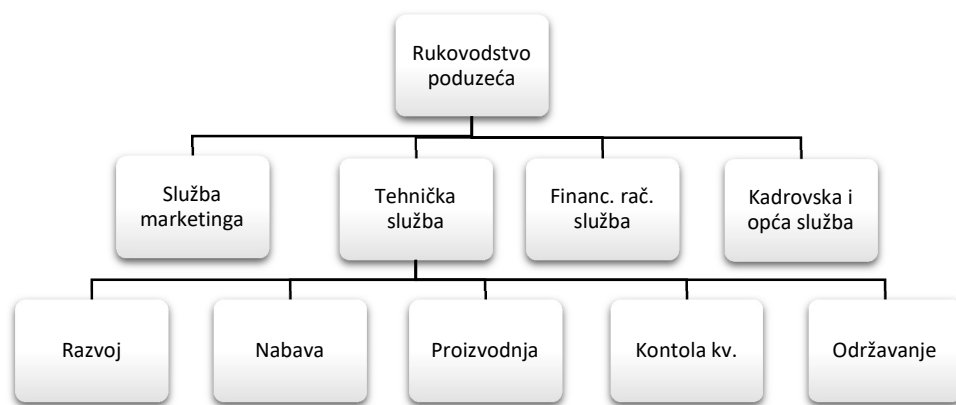 Rukovodstvo
poduzeća
Služba
marketinga
Tehnička
služba
Financ. rač.
služba
Kadrovska i
opća služba
Razvoj
Nabava
Proizvodnja
Kontola kv.
Održavanje